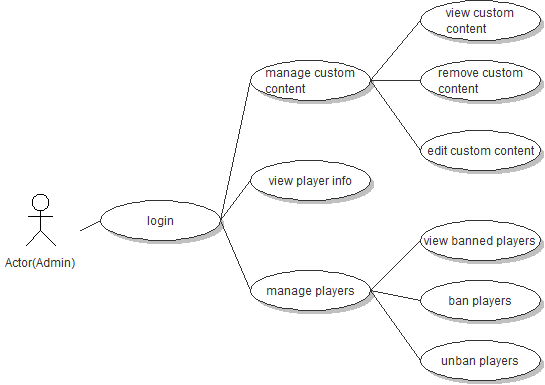 view custom
content
manage custom
content
remove custom
content
edit custom content
view player info
login
Actor(Admin)
view banned players
manage players
ban players
unban players